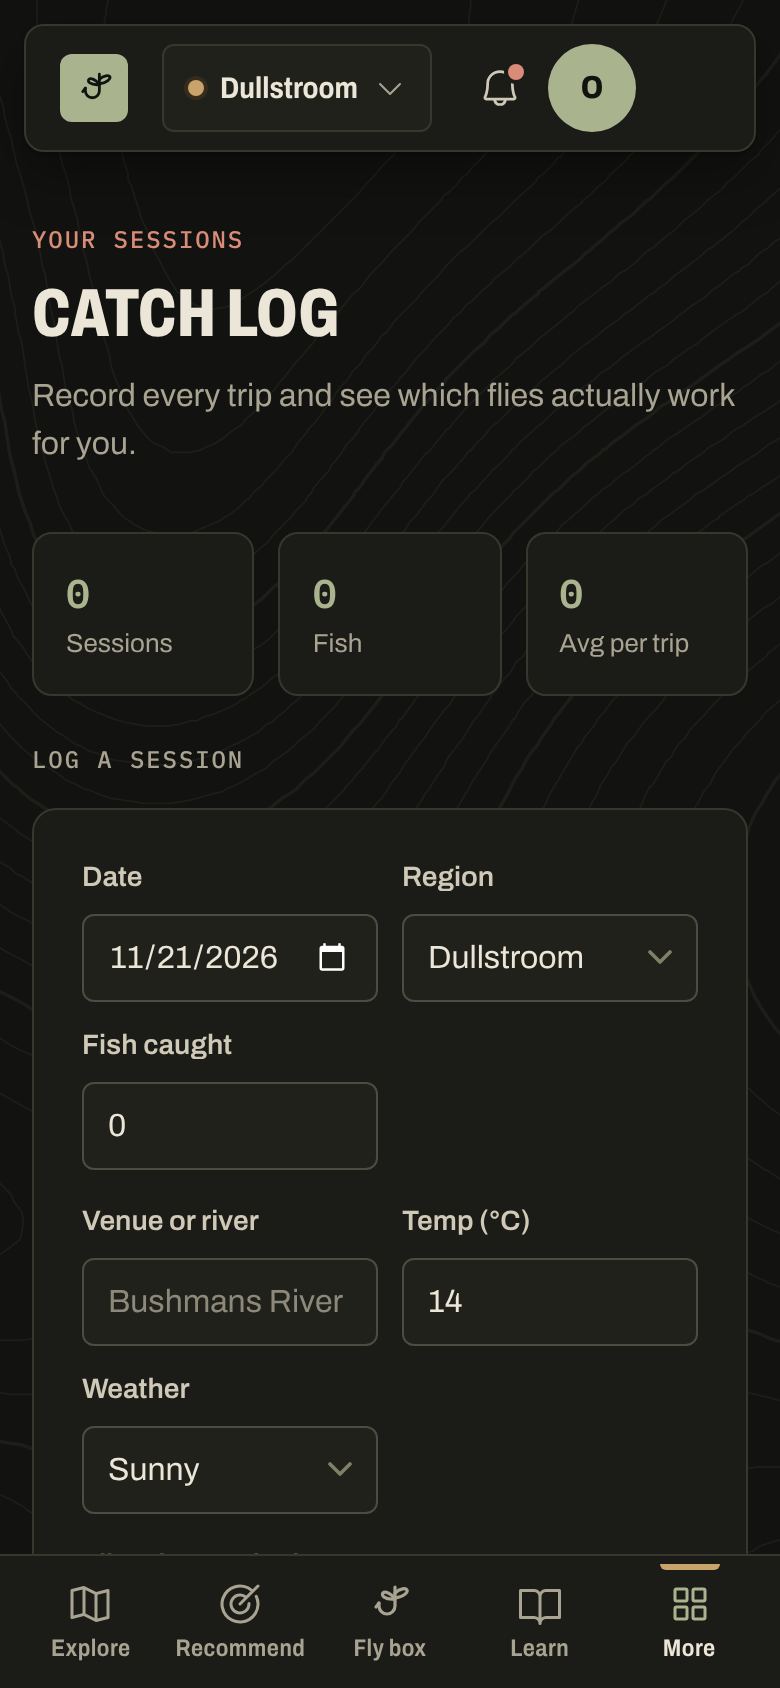 Dullstroom
O
YOUR SESSIONS
CATCH LOG
Record every trip and see which flies actually work
for you.
0
Sessions
0
Fish
0
Avg per trip
LOG A SESSION
Date
Region
11/21/2026
Dullstroom
Fish caught
0
Venue or river
Temp (°C)
Bushmans River
14
Weather
Sunny
Explore
Recommend
Fly box
Learn
More